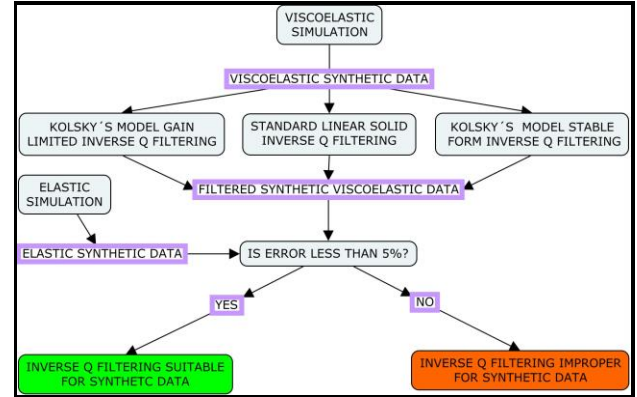 VISCOELASTIC
SIMULATION
VISCOELASTIC SYNTHETIC DATA
KOLSKY´S MODEL GAIN
LIMITED INVERSE Q FILTERING
STANDARD LINEAR SOLID
INVERSE Q FILTERING
KOLSKY´S MODEL STABLE
FORM INVERSE Q FILTERING
ELASTIC
SIMULATION
FILTERED SYNTHETIC VISCOELASTIC DATA
ELASTIC SYNTHETIC DATA
IS ERROR LESS THAN 5%?
YES
NO
INVERSE Q FILTERING SUITABLE
FOR SYNTHETC DATA
INVERSE Q FILTERING IMPROPER
FOR SYNTHETIC DATA